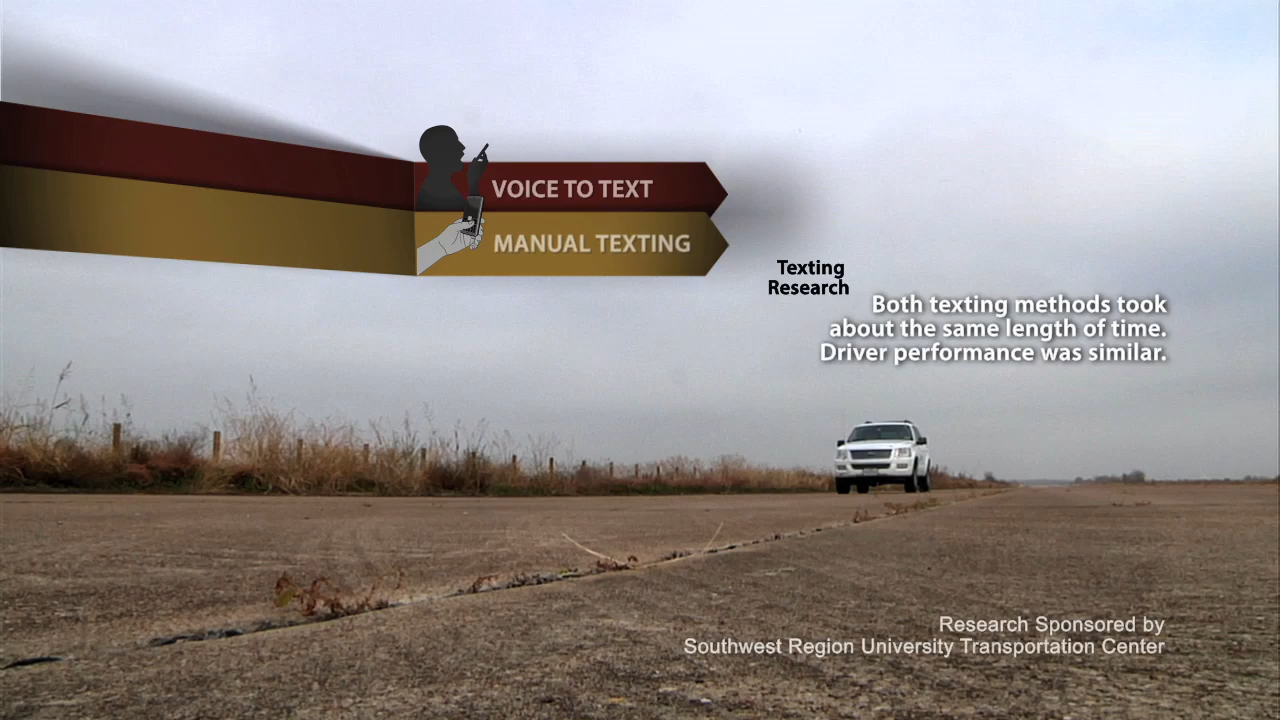 VOICE TO TEXT
MANUAL TEXTING
Texting
Research
Both texting methods took
about the same length of time.
Driver performance was similar.
Research Sponsored by
Southwest Region University Transportation Center